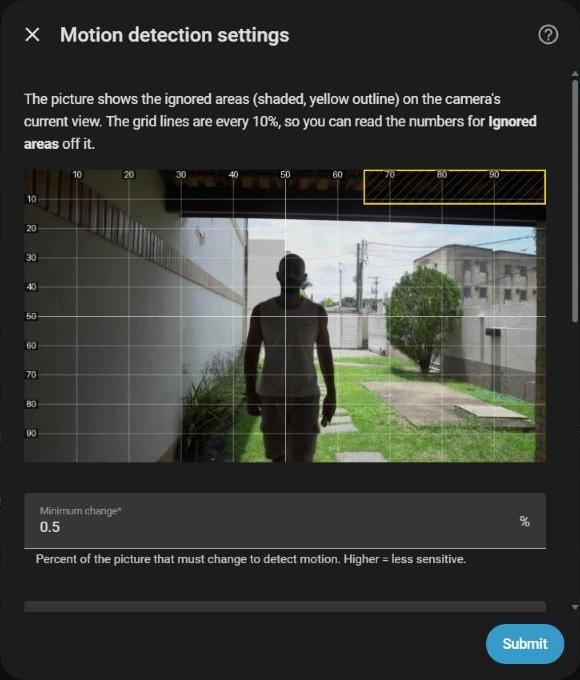 Motion detection settings
The picture shows the ignored areas (shaded, yellow outline) on the camera's
current view. The grid lines are every 10%, so you can read the numbers for Ignored
areas off it.
10 20 30 40 50 60 70 80 90
10
20
30
40
50
60
70
80
90
Minimum change*
0.5 %
Percent of the picture that must change to detect motion. Higher = less sensitive.
Submit